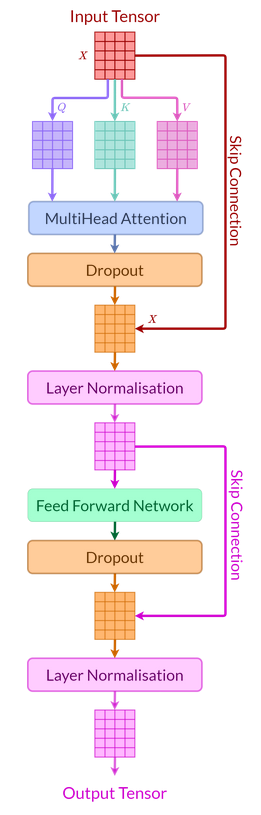 Input Tensor
X
Q
K
V
Skip Connection
MultiHead Attention
Dropout
X
Layer Normalisation
Skip Connection
Feed Forward Network
Dropout
Layer Normalisation
Output Tensor